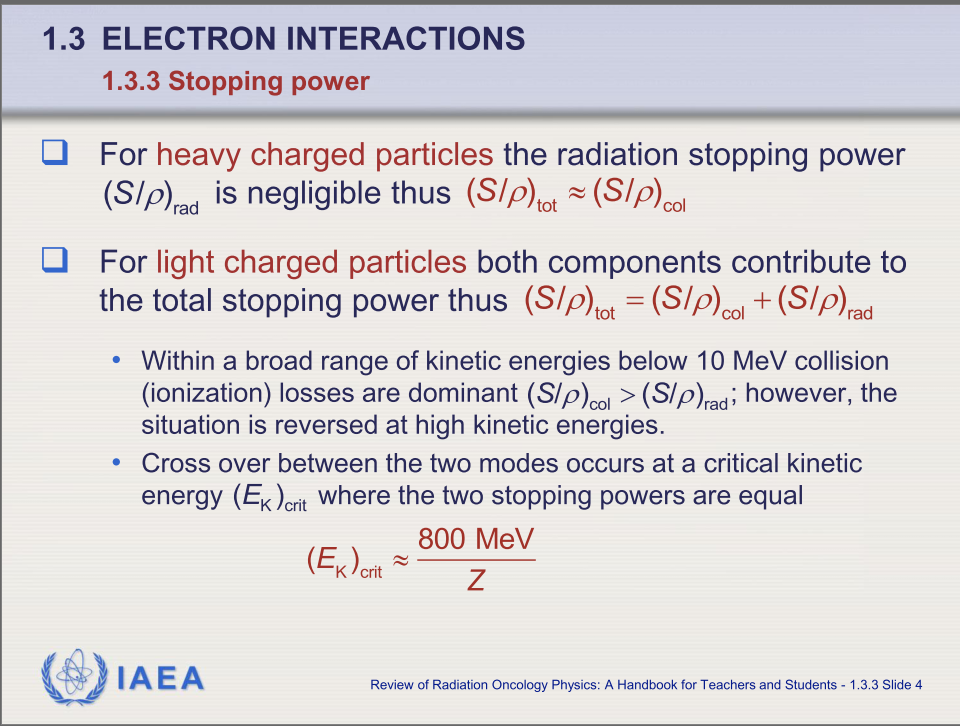 1.3 ELECTRON INTERACTIONS
1.3.3 Stopping power
For heavy charged particles the radiation stopping power
(S/ρ)rad is negligible thus (S/ρ)tot ≈ (S/ρ)col
For light charged particles both components contribute to
the total stopping power thus (S/ρ)tot = (S/ρ)col + (S/ρ)rad
• Within a broad range of kinetic energies below 10 MeV collision
(ionization) losses are dominant (S/ρ)col > (S/ρ)rad; however, the
situation is reversed at high kinetic energies.
• Cross over between the two modes occurs at a critical kinetic
energy (EK)crit where the two stopping powers are equal
(EK)crit ≈ 800 MeV / Z
IAEA
Review of Radiation Oncology Physics: A Handbook for Teachers and Students - 1.3.3 Slide 4